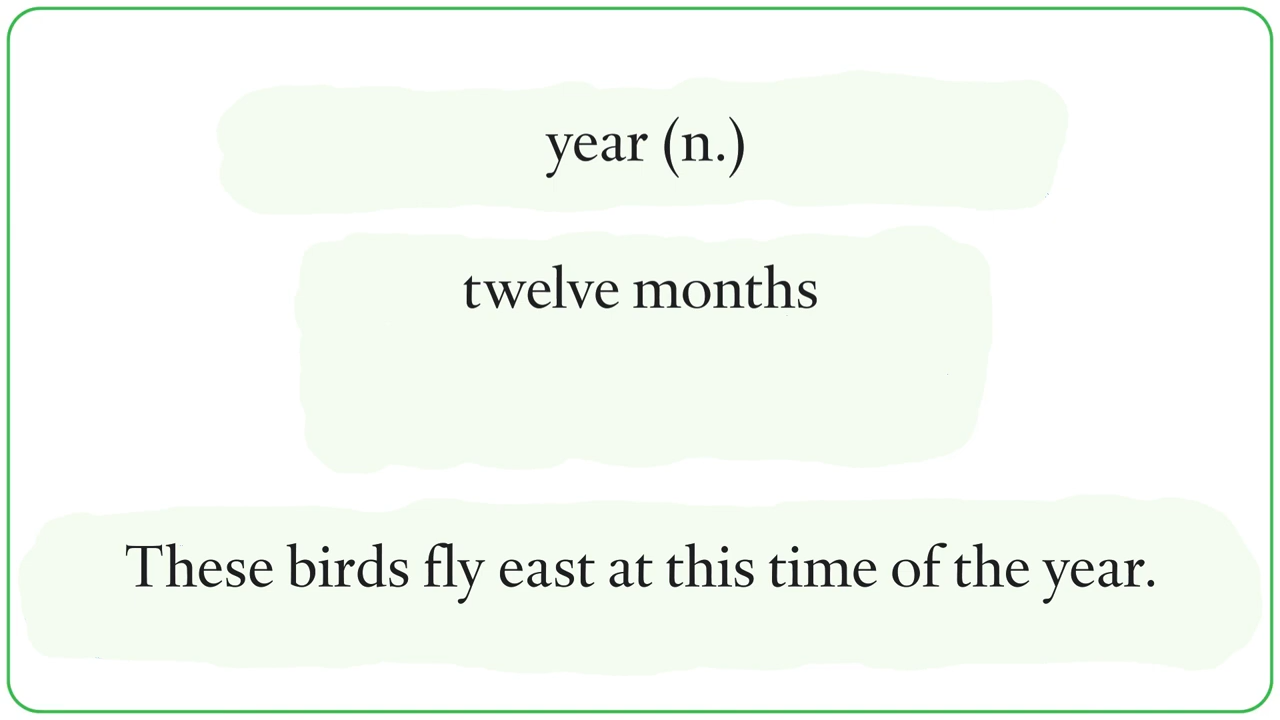 year (n.)
twelve months
These birds fly east at this time of the year.